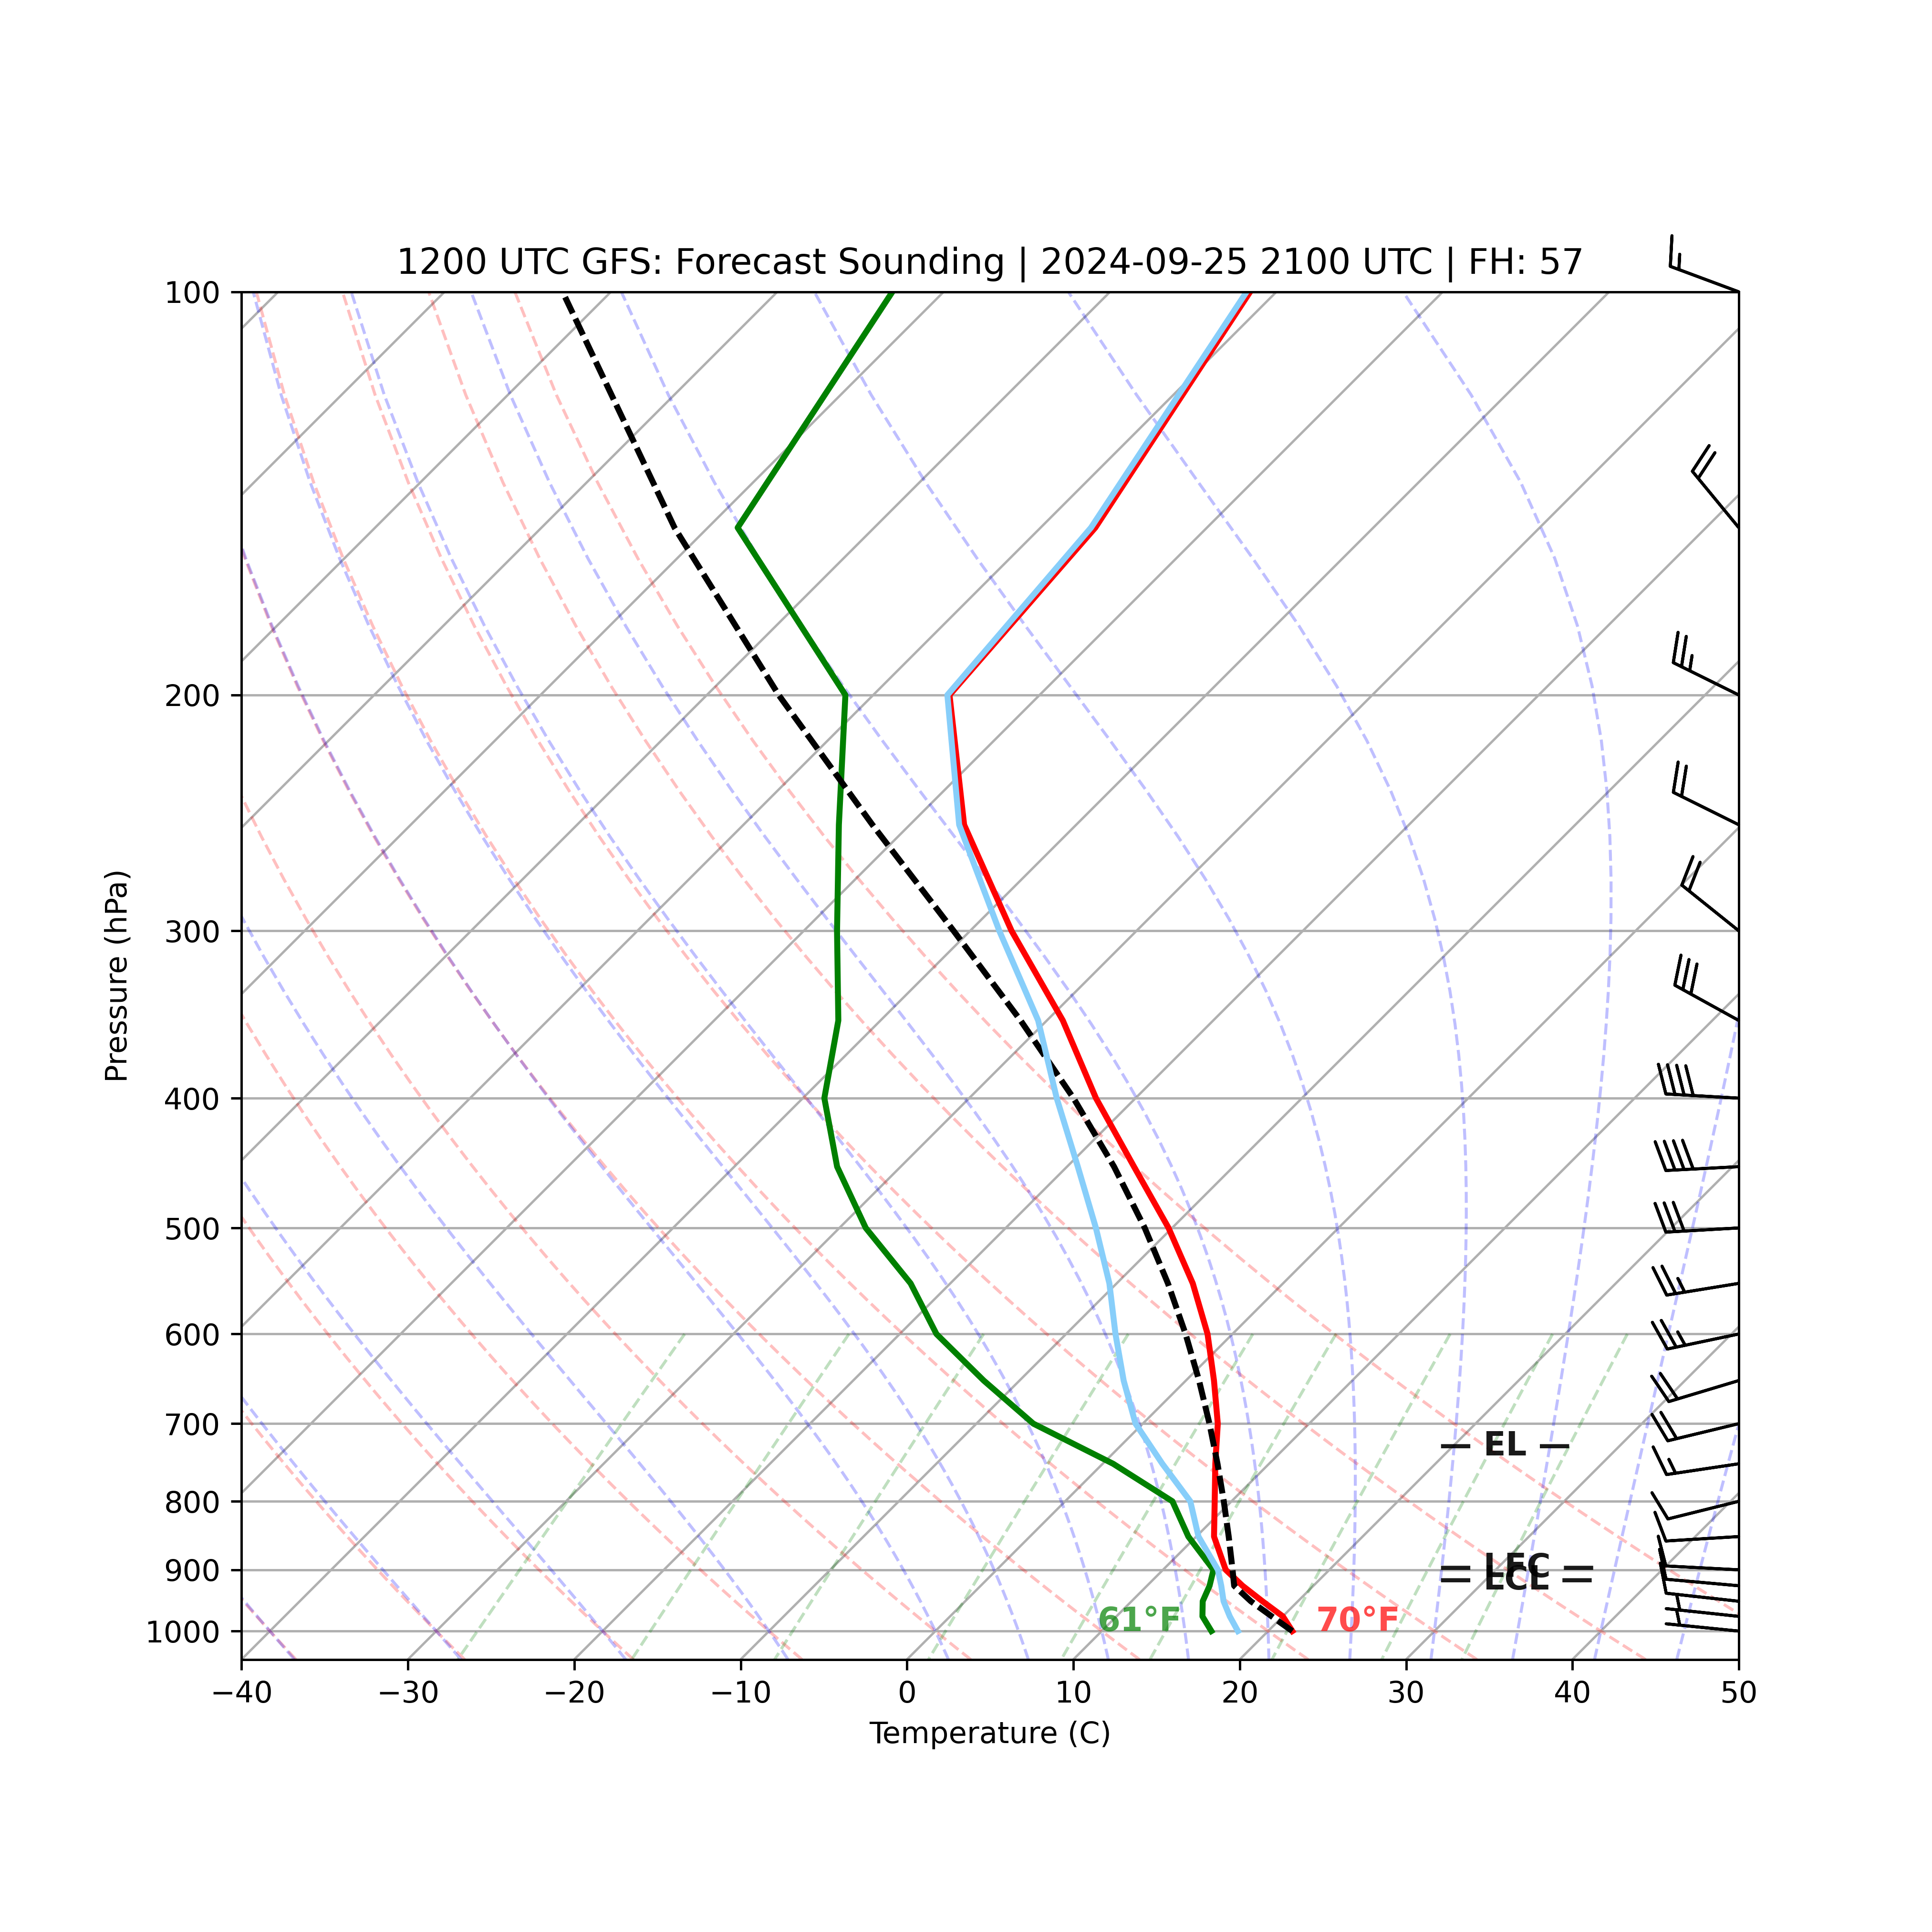 1200 UTC GFS: Forecast Sounding | 2024-09-25 2100 UTC | FH: 57
100
200
300
400
500
600
700
800
900
1000
Pressure (hPa)
— EL —
— LFC —
— LCL —
61°F
70°F
−40 −30 −20 −10 0 10 20 30 40 50
Temperature (C)